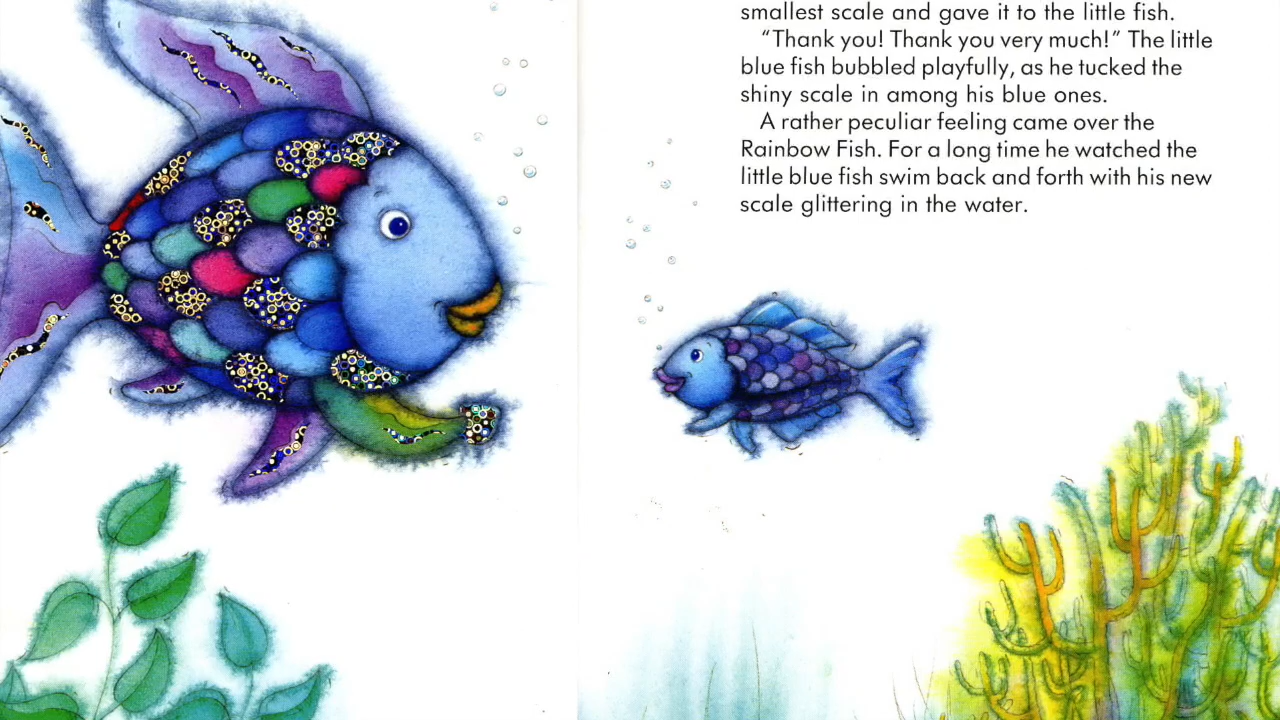 smallest scale and gave it to the little fish.
“Thank you! Thank you very much!” The little
blue fish bubbled playfully, as he tucked the
shiny scale in among his blue ones.
A rather peculiar feeling came over the
Rainbow Fish. For a long time he watched the
little blue fish swim back and forth with his new
scale glittering in the water.